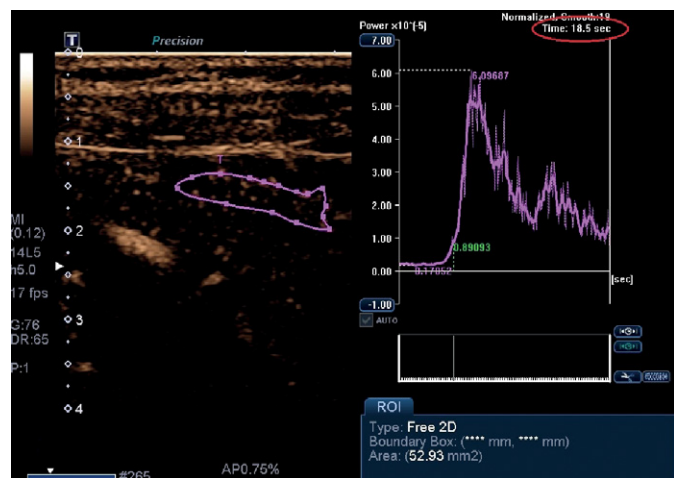 T
Precision
0
1
2
3
4
T
MI
(0.12)
14L5
h5.0
17 fps
G:76
DR:65
P:1
#265
AP0.75%
Normalized, Smooth:18
Time: 18.5 sec
Power x10^[-5]
7.00
6.00
6.09687
5.00
4.00
3.00
2.00
1.00
0.89093
0.17852
0.00
[sec]
-1.00
AUTO
ROI
Type: Free 2D
Boundary Box: (**** mm, **** mm)
Area: (52.93 mm2)